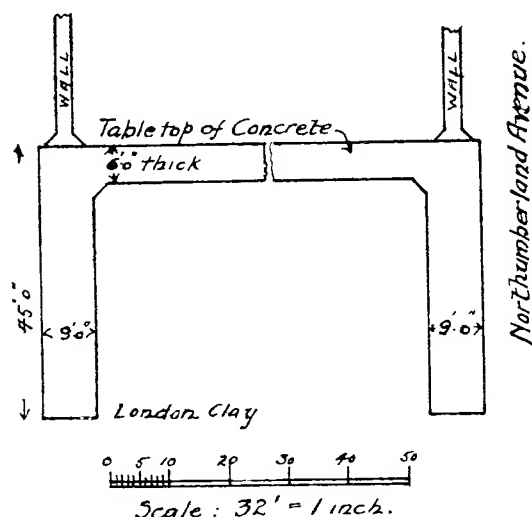 WALL
WALL
Northumberland Avenue.
Table top of Concrete
6'.0" thick
45'.0"
9'.0"
9'.0"
London Clay
0 5 10 20 30 40 50
Scale: 32' = 1 inch.